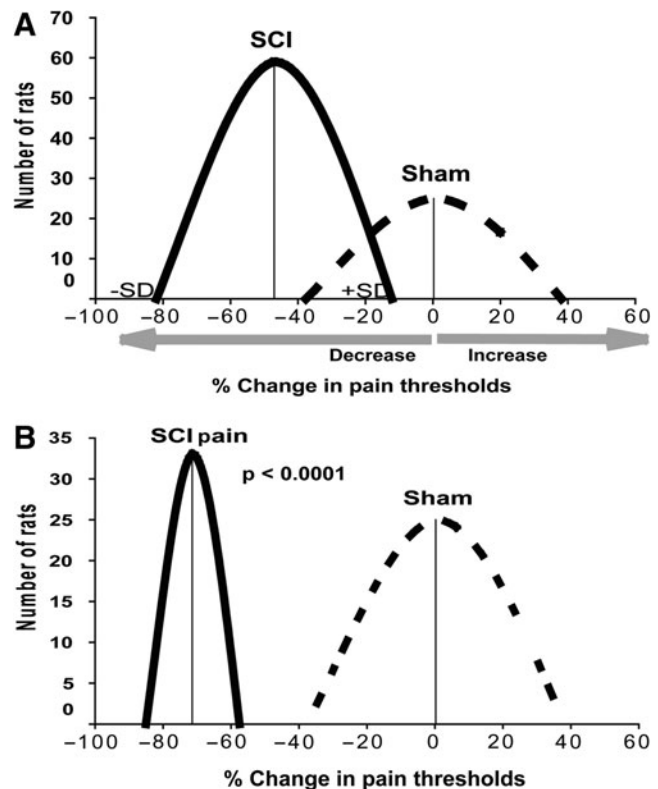 A
SCI
Sham
Number of rats
70
60
50
40
30
20
10
0
-SD
+SD
−100 −80 −60 −40 −20 0 20 40 60
Decrease Increase
% Change in pain thresholds
B
SCI pain
p < 0.0001
Sham
Number of rats
35
30
25
20
15
10
5
0
−100 −80 −60 −40 −20 0 20 40 60
% Change in pain thresholds